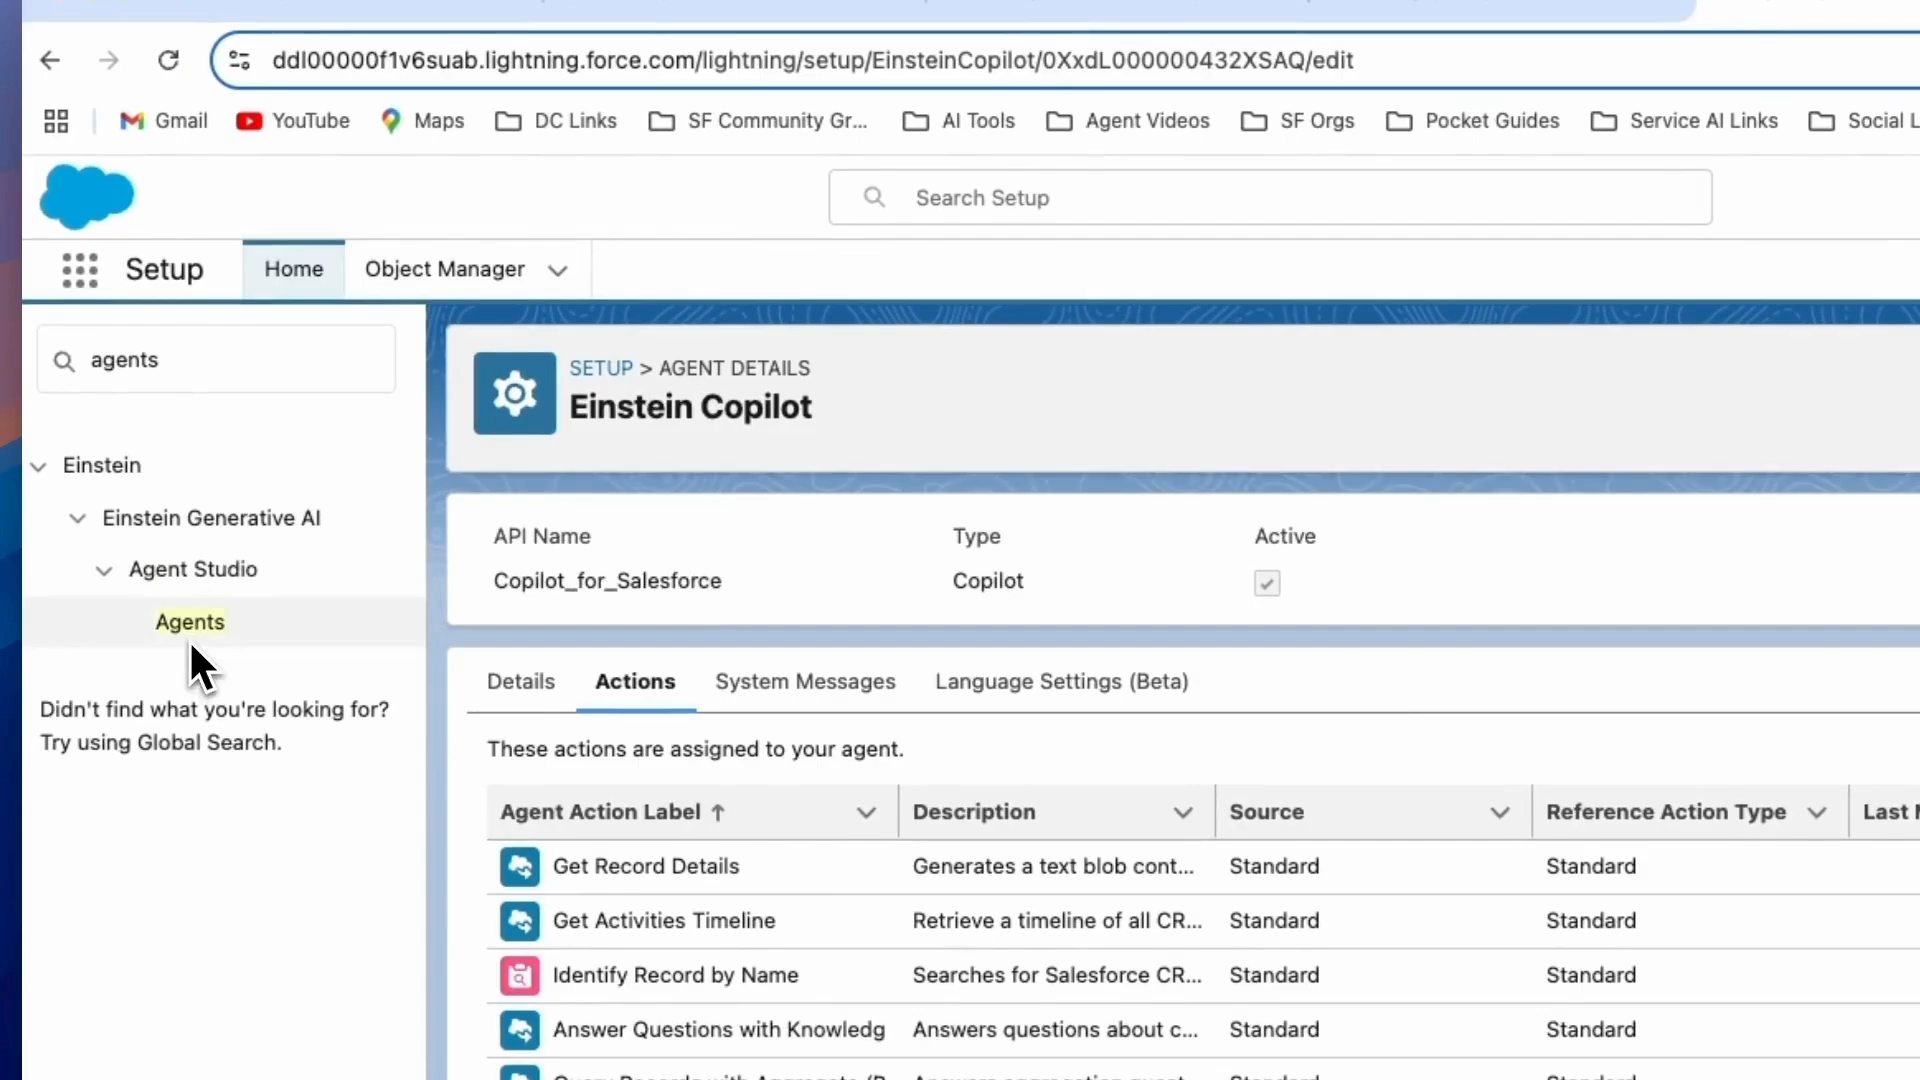 ddl00000f1v6suab.lightning.force.com/lightning/setup/EinsteinCopilot/0XxdL000000432XSAQ/edit
Gmail YouTube Maps DC Links SF Community Gr... AI Tools Agent Videos SF Orgs Pocket Guides Service AI Links Social L
Search Setup
Setup Home Object Manager
agents
Einstein
Einstein Generative AI
Agent Studio
Agents
Didn't find what you're looking for?
Try using Global Search.
SETUP > AGENT DETAILS
Einstein Copilot
API Name Type Active
Copilot_for_Salesforce Copilot
Details Actions System Messages Language Settings (Beta)
These actions are assigned to your agent.
Agent Action Label ↑ Description Source Reference Action Type Last
Get Record Details Generates a text blob cont... Standard Standard
Get Activities Timeline Retrieve a timeline of all CR... Standard Standard
Identify Record by Name Searches for Salesforce CR... Standard Standard
Answer Questions with Knowledg Answers questions about c... Standard Standard